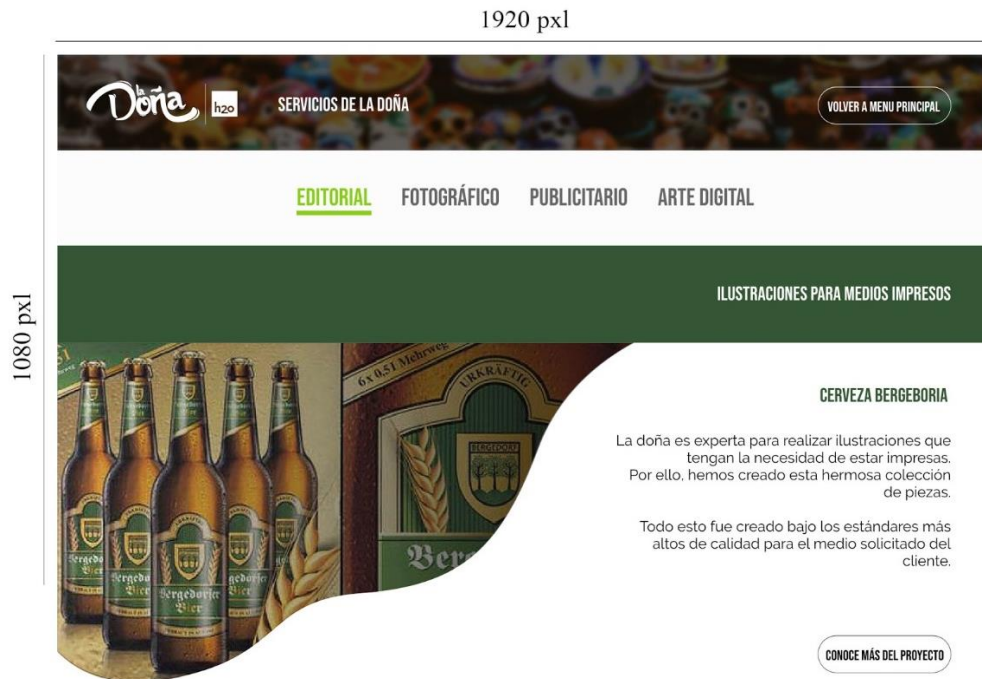 1920 pxl
1080 pxl
la
Doña
h2o
SERVICIOS DE LA DOÑA
VOLVER A MENU PRINCIPAL
EDITORIAL FOTOGRÁFICO PUBLICITARIO ARTE DIGITAL
ILUSTRACIONES PARA MEDIOS IMPRESOS
6x 0,51 Mehrweg
URKRÄFTIG
BERGEDORF
Bergedorfer
Bier
CERVEZA BERGEBORIA
La doña es experta para realizar ilustraciones que
tengan la necesidad de estar impresas.
Por ello, hemos creado esta hermosa colección
de piezas.
Todo esto fue creado bajo los estándares más
altos de calidad para el medio solicitado del
cliente.
CONOCE MÁS DEL PROYECTO